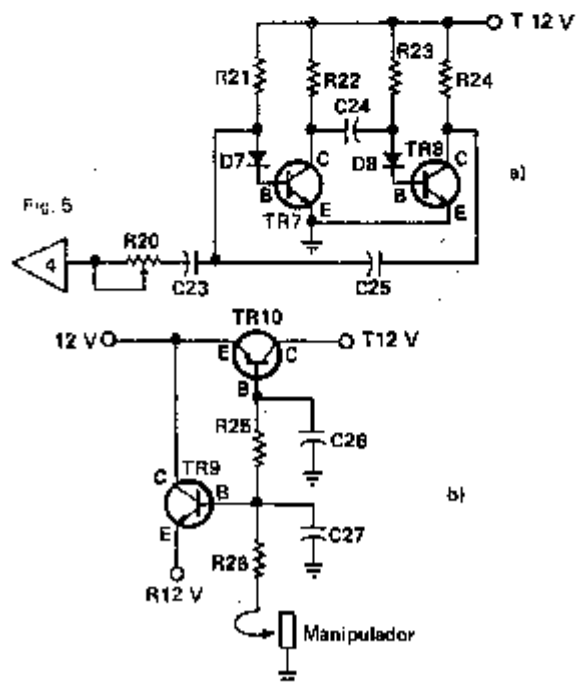 T 12 V
R21
R22
R23
R24
C24
D7
C
B
E
TR7
D8
TR8
C
B
E
a)
Fig. 5
4
R20
C23
C25
TR10
12 V
E
C
T12 V
B
R25
C26
TR9
C
B
E
b)
C27
R26
R12 V
Manipulador